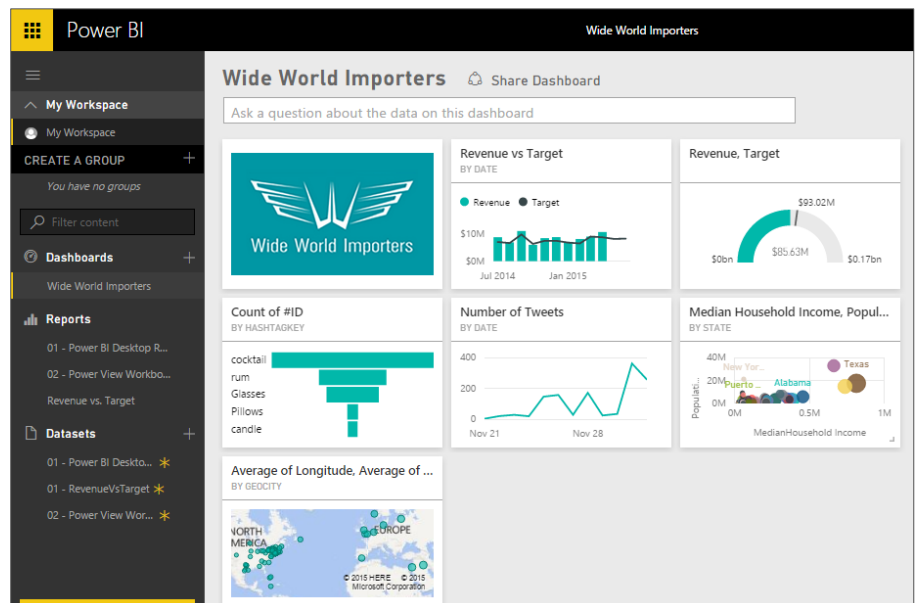 Power BI
Wide World Importers
My Workspace
My Workspace
CREATE A GROUP
You have no groups
Filter content
Dashboards
Wide World Importers
Reports
01 - Power BI Desktop R...
02 - Power View Workbo...
Revenue vs. Target
Datasets
01 - Power BI Deskto...
01 - RevenueVsTarget
02 - Power View Wor...
Wide World Importers Share Dashboard
Ask a question about the data on this dashboard
Wide World Importers
Revenue vs Target
BY DATE
Revenue Target
$10M
$0M
Jul 2014 Jan 2015
Revenue, Target
$93.02M
$85.63M
$0bn
$0.17bn
Count of #ID
BY HASHTAGKEY
cocktail
rum
Glasses
Pillows
candle
Number of Tweets
BY DATE
400
200
0
Nov 21 Nov 28
Median Household Income, Popul...
BY STATE
Populati...
40M
20M
0M
New Yor...
Texas
Puerto ...
Alabama
0M 0.5M 1M
MedianHousehold Income
Average of Longitude, Average of ...
BY GEOCITY
NORTH
AMERICA
EUROPE
© 2015 HERE © 2015
Microsoft Corporation